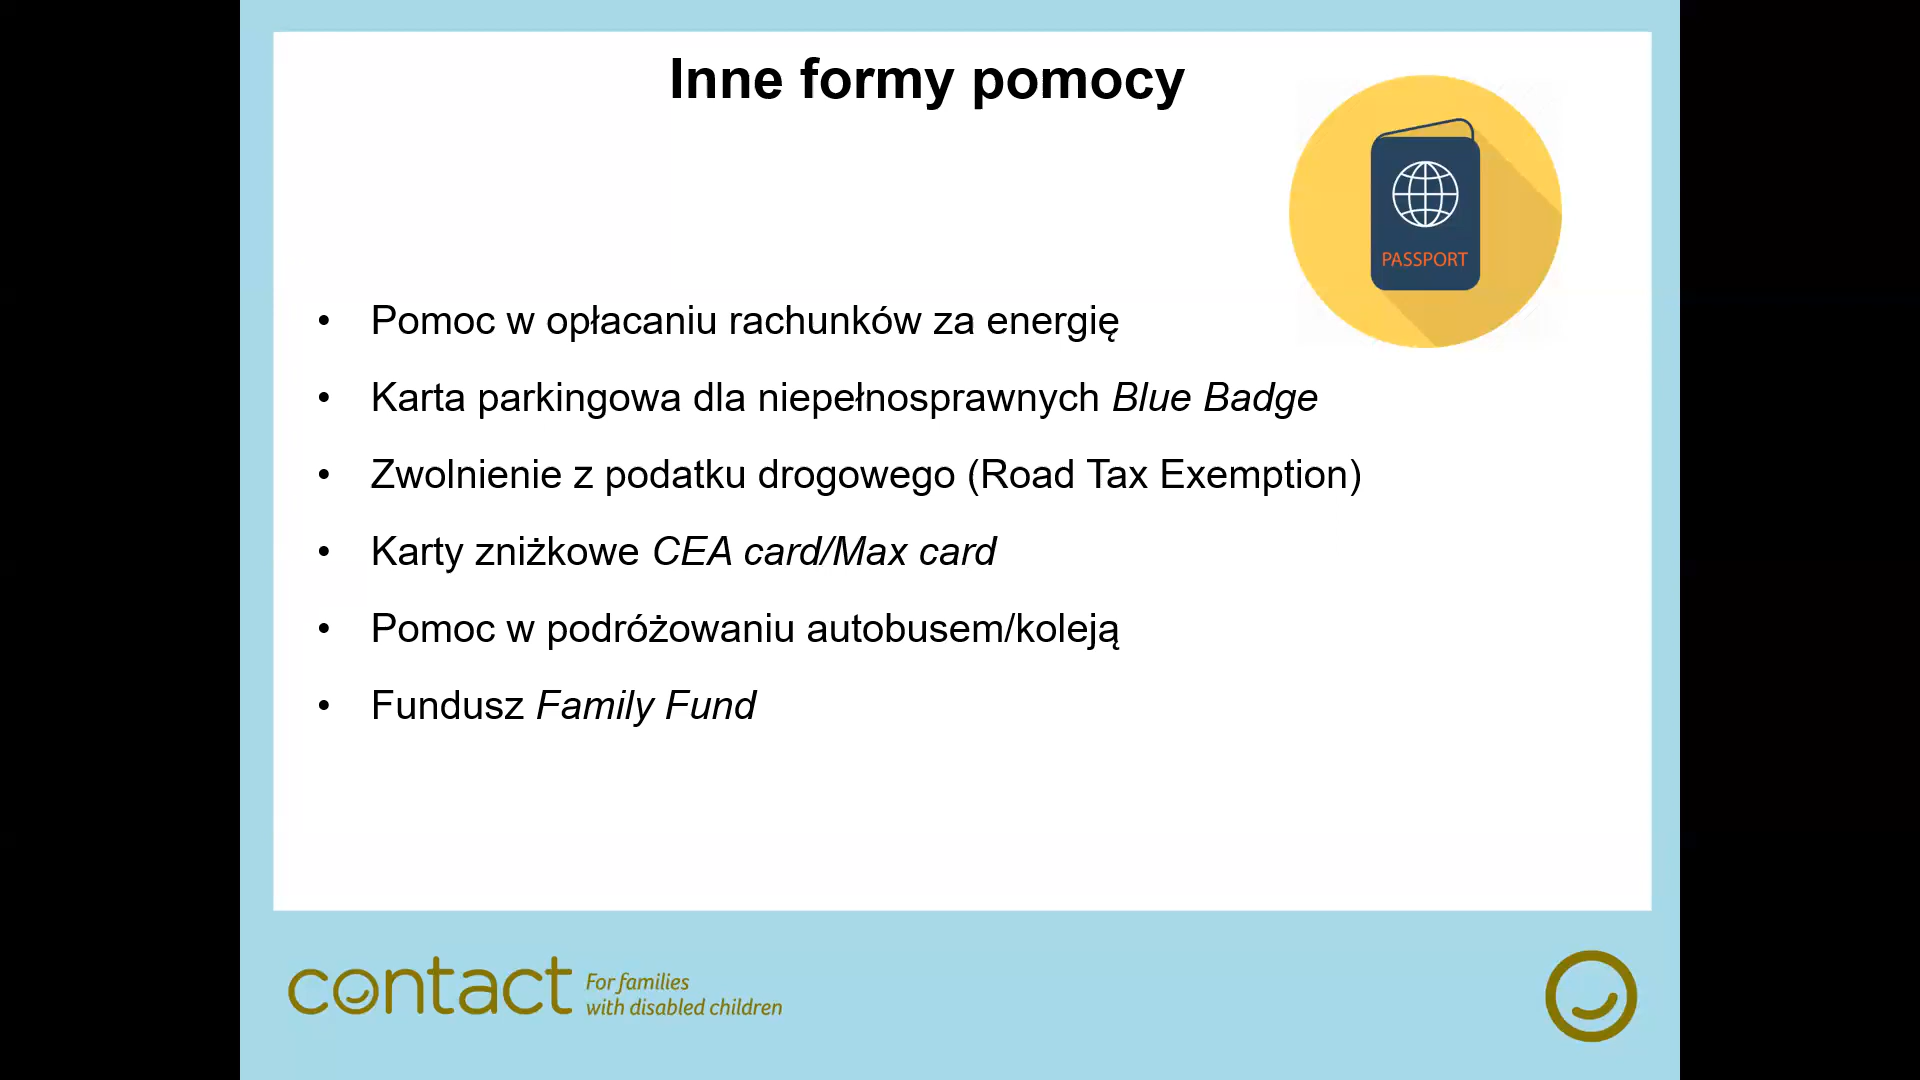 Inne formy pomocy
PASSPORT
• Pomoc w opłacaniu rachunków za energię
• Karta parkingowa dla niepełnosprawnych Blue Badge
• Zwolnienie z podatku drogowego (Road Tax Exemption)
• Karty zniżkowe CEA card/Max card
• Pomoc w podróżowaniu autobusem/koleją
• Fundusz Family Fund
contact
For families
with disabled children